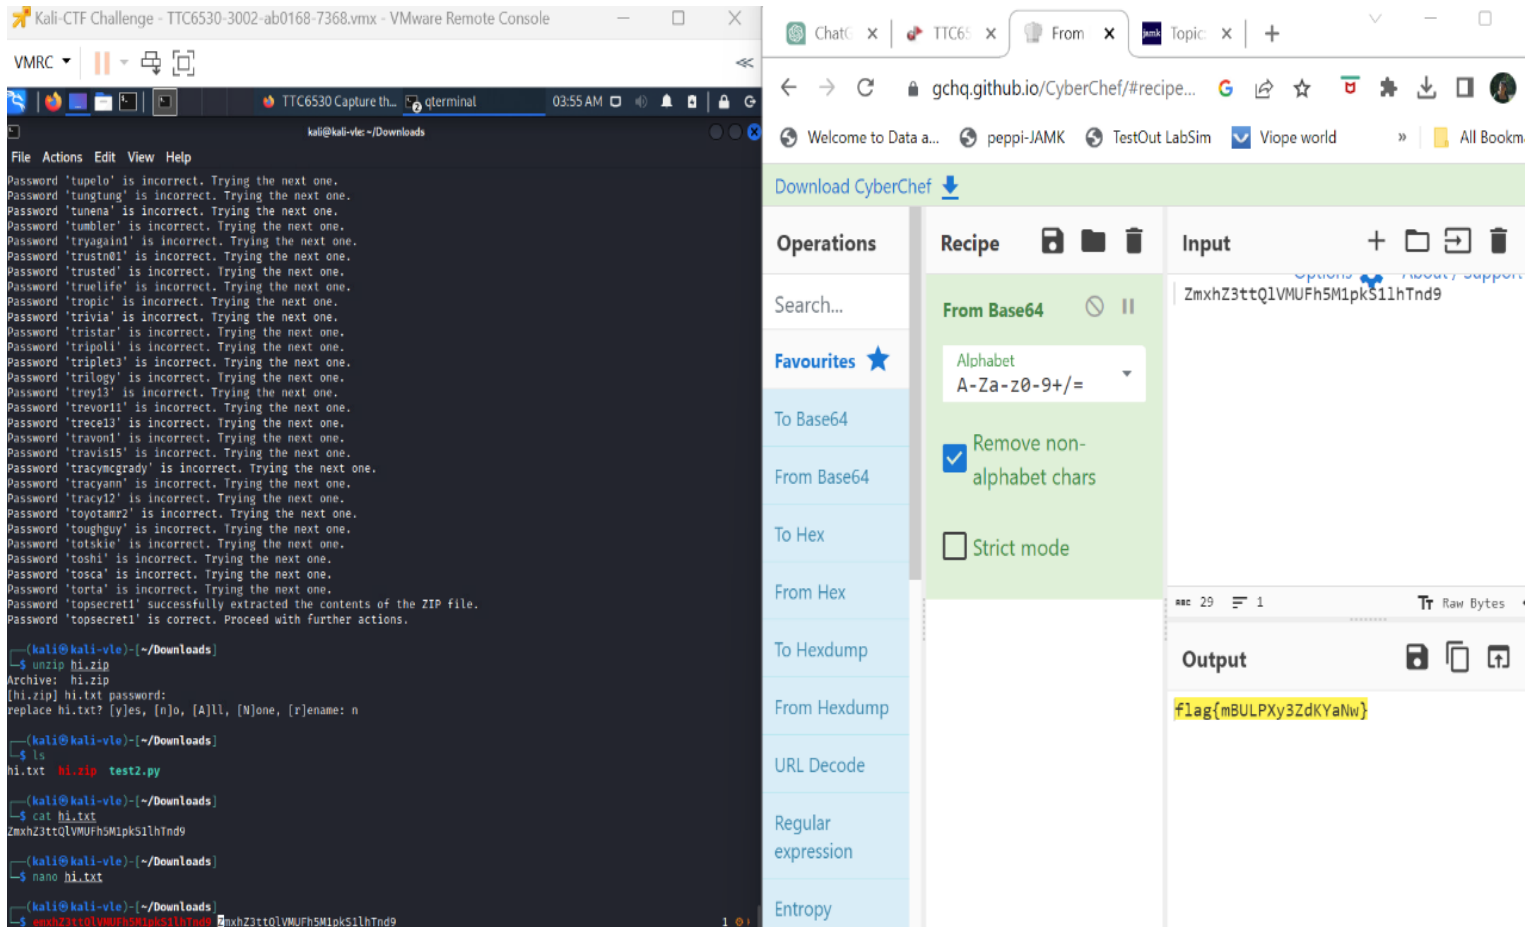 Kali-CTF Challenge - TTC6530-3002-ab0168-7368.vmx - VMware Remote Console
VMRC
TTC6530 Capture th...
qterminal
03:55 AM
kali@kali-vle: ~/Downloads
File Actions Edit View Help
Password 'tupelo' is incorrect. Trying the next one.
Password 'tungtung' is incorrect. Trying the next one.
Password 'tunena' is incorrect. Trying the next one.
Password 'tumbler' is incorrect. Trying the next one.
Password 'tryagain1' is incorrect. Trying the next one.
Password 'trustn01' is incorrect. Trying the next one.
Password 'trusted' is incorrect. Trying the next one.
Password 'truelife' is incorrect. Trying the next one.
Password 'tropic' is incorrect. Trying the next one.
Password 'trivia' is incorrect. Trying the next one.
Password 'tristar' is incorrect. Trying the next one.
Password 'tripoli' is incorrect. Trying the next one.
Password 'triplet3' is incorrect. Trying the next one.
Password 'trilogy' is incorrect. Trying the next one.
Password 'trey13' is incorrect. Trying the next one.
Password 'trevor11' is incorrect. Trying the next one.
Password 'trece13' is incorrect. Trying the next one.
Password 'travon1' is incorrect. Trying the next one.
Password 'travis15' is incorrect. Trying the next one.
Password 'tracymcgrady' is incorrect. Trying the next one.
Password 'tracyann' is incorrect. Trying the next one.
Password 'tracy12' is incorrect. Trying the next one.
Password 'toyotamr2' is incorrect. Trying the next one.
Password 'toughguy' is incorrect. Trying the next one.
Password 'totskie' is incorrect. Trying the next one.
Password 'toshi' is incorrect. Trying the next one.
Password 'tosca' is incorrect. Trying the next one.
Password 'torta' is incorrect. Trying the next one.
Password 'topsecret1' successfully extracted the contents of the ZIP file.
Password 'topsecret1' is correct. Proceed with further actions.
(kali㉿kali-vle)-[~/Downloads]
$ unzip hi.zip
Archive: hi.zip
[hi.zip] hi.txt password:
replace hi.txt? [y]es, [n]o, [A]ll, [N]one, [r]ename: n
(kali㉿kali-vle)-[~/Downloads]
$ ls
hi.txt hi.zip test2.py
(kali㉿kali-vle)-[~/Downloads]
$ cat hi.txt
ZmxhZ3ttQlVMUFh5M1pkS1lhTnd9
(kali㉿kali-vle)-[~/Downloads]
$ nano hi.txt
(kali㉿kali-vle)-[~/Downloads]
$ emxhZ3ttQlVMUFh5M1pkS1lhTnd9 ZmxhZ3ttQlVMUFh5M1pkS1lhTnd9
1
ChatG
TTC65
From
jamk Topic
gchq.github.io/CyberChef/#recipe...
Welcome to Data a...
peppi-JAMK
TestOut LabSim
Viope world
»
All Bookm
Download CyberChef
Options
About / Support
Operations
Search...
Favourites
To Base64
From Base64
To Hex
From Hex
To Hexdump
From Hexdump
URL Decode
Regular
expression
Entropy
Recipe
From Base64
Alphabet
A-Za-z0-9+/=
Remove non-
alphabet chars
Strict mode
Input
ZmxhZ3ttQlVMUFh5M1pkS1lhTnd9
ABC 29 1
Tт Raw Bytes
Output
flag{mBULPXy3ZdKYaNw}